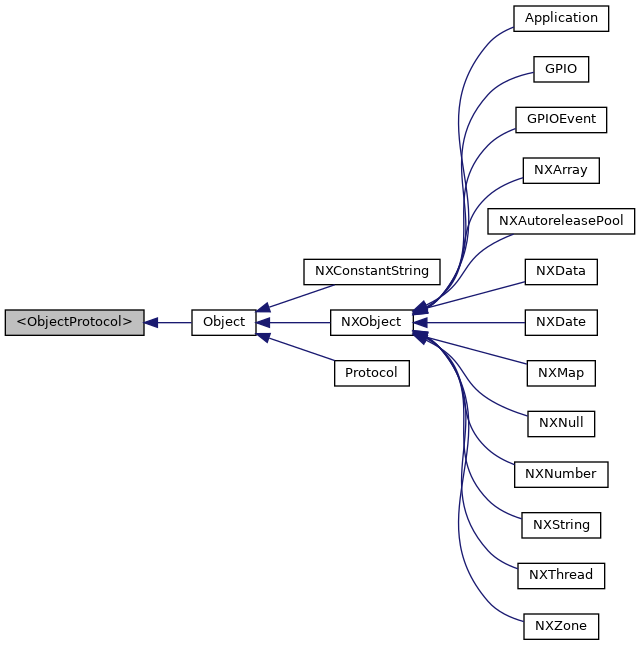 Application
GPIO
GPIOEvent
NXArray
NXAutoreleasePool
NXConstantString
NXData
<ObjectProtocol>
Object
NXObject
NXDate
Protocol
NXMap
NXNull
NXNumber
NXString
NXThread
NXZone